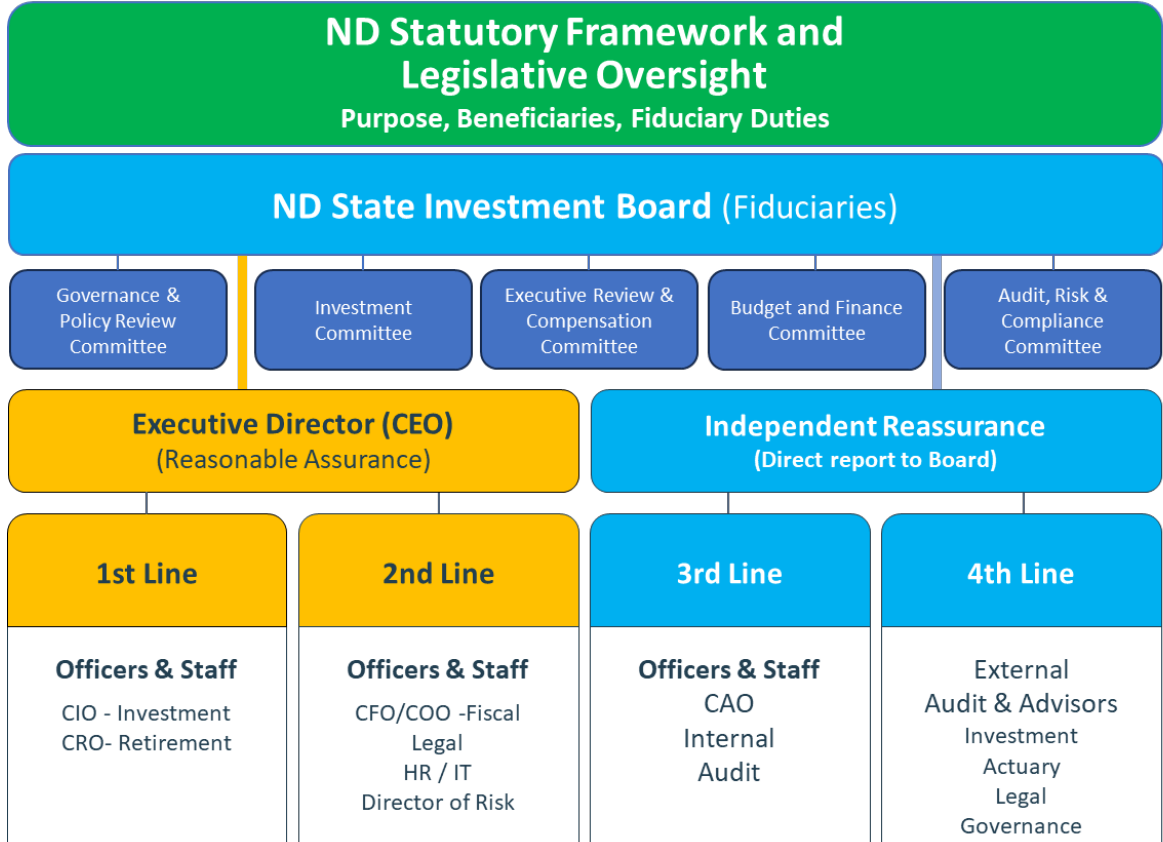 ND Statutory Framework and
Legislative Oversight
Purpose, Beneficiaries, Fiduciary Duties
ND State Investment Board (Fiduciaries)
Governance &
Policy Review
Committee
Investment
Committee
Executive Review &
Compensation
Committee
Budget and Finance
Committee
Audit, Risk &
Compliance
Committee
Executive Director (CEO)
(Reasonable Assurance)
Independent Reassurance
(Direct report to Board)
1st Line
Officers & Staff
CIO - Investment
CRO- Retirement
2nd Line
Officers & Staff
CFO/COO -Fiscal
Legal
HR / IT
Director of Risk
3rd Line
Officers & Staff
CAO
Internal
Audit
4th Line
External
Audit & Advisors
Investment
Actuary
Legal
Governance